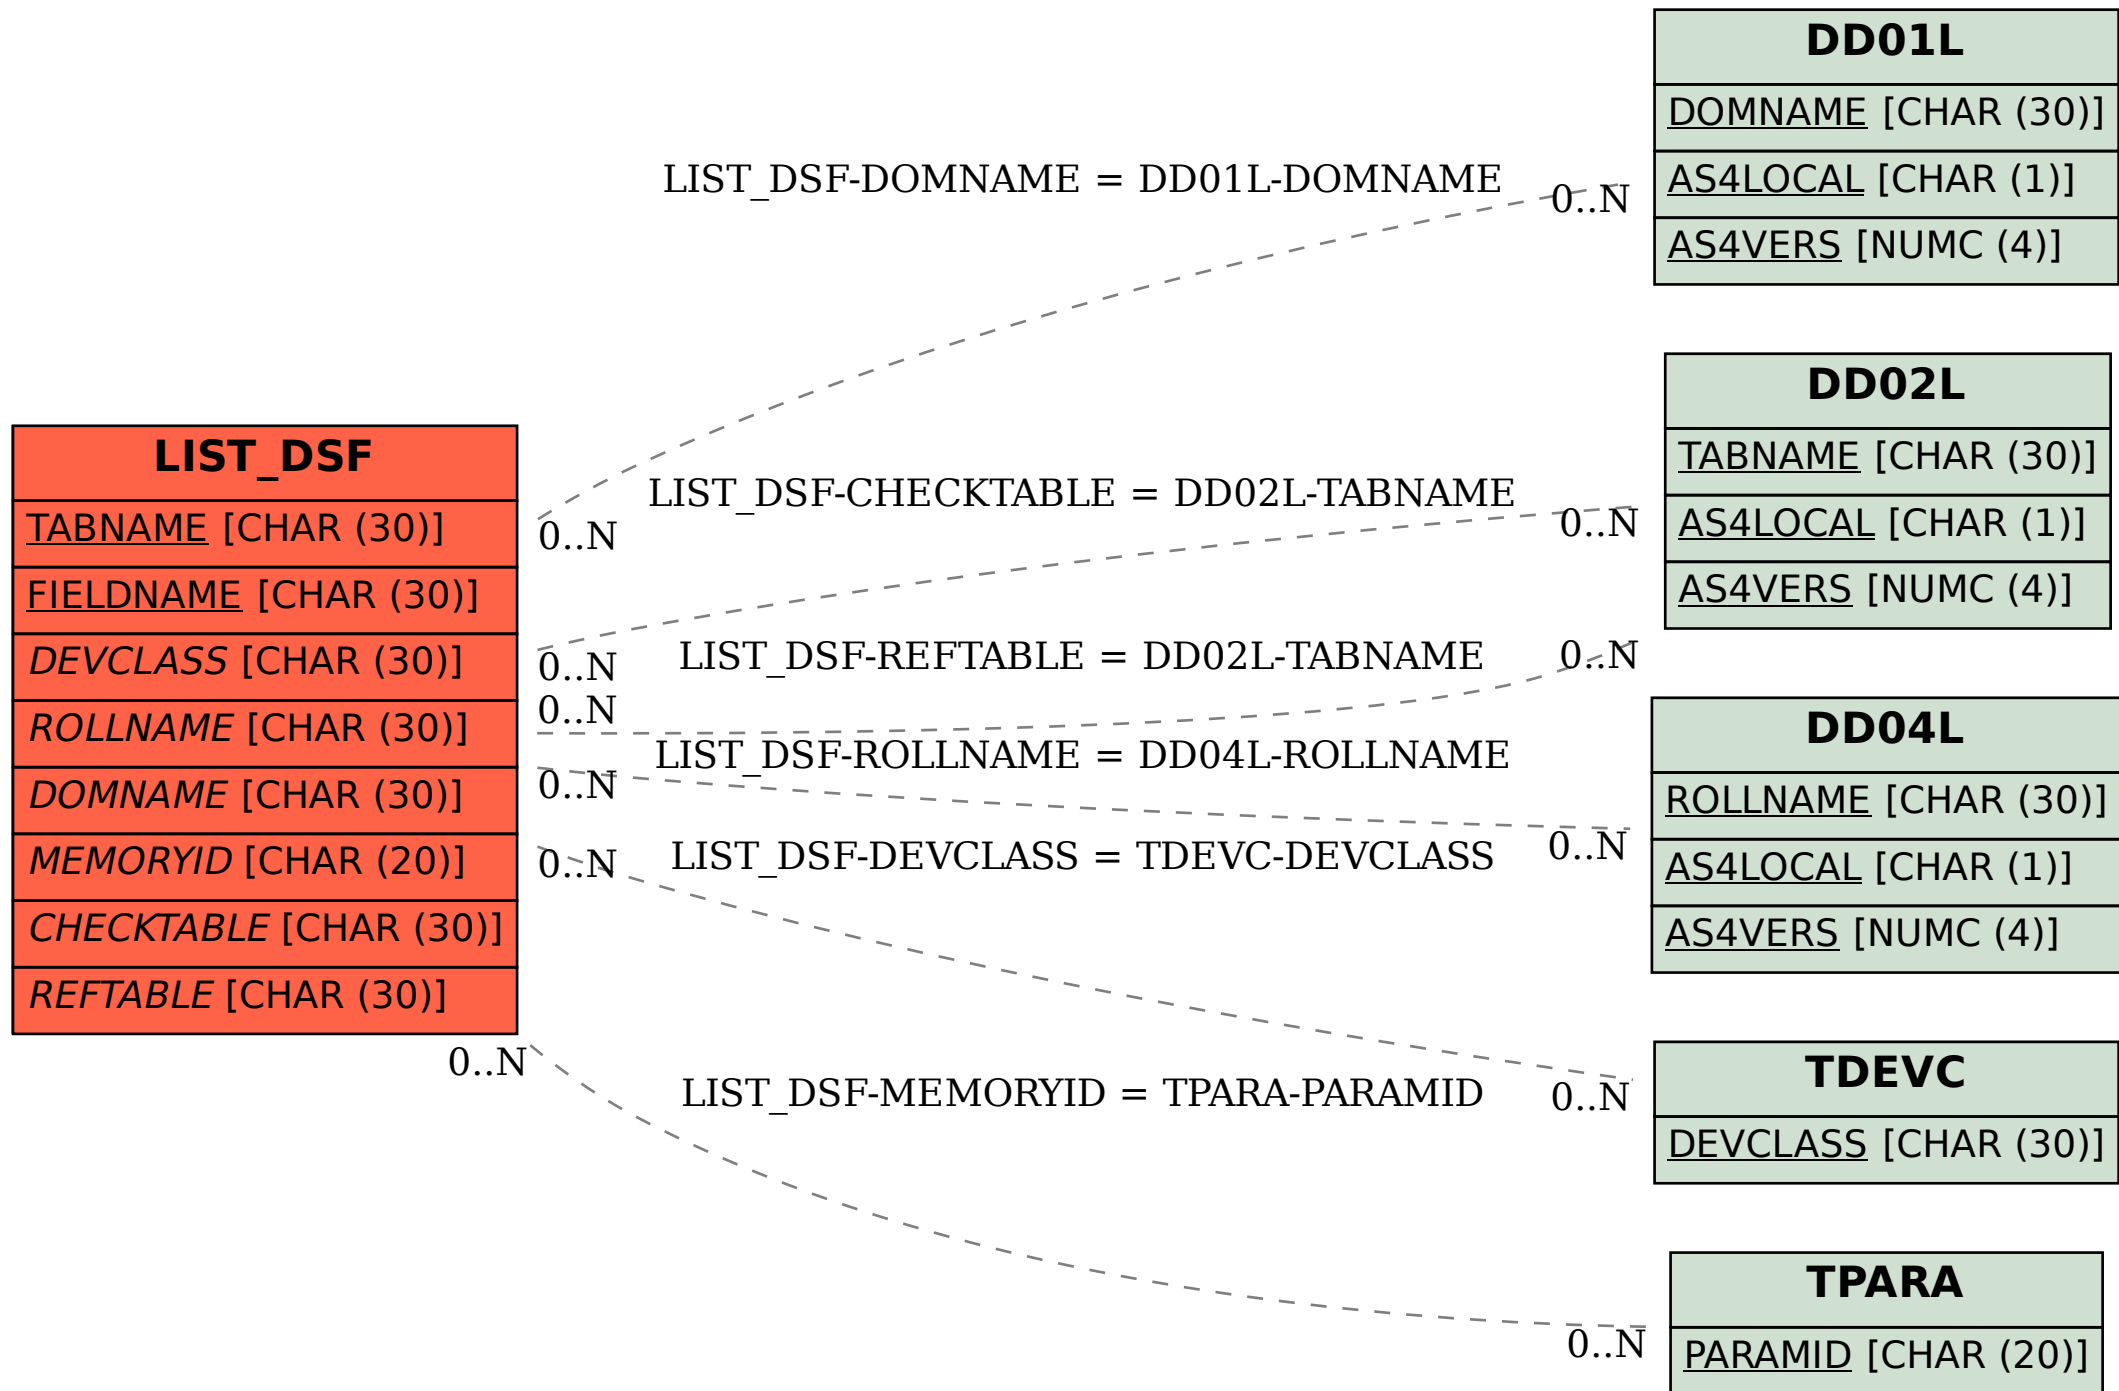 LIST_DSF
TABNAME [CHAR (30)]
FIELDNAME [CHAR (30)]
DEVCLASS [CHAR (30)]
ROLLNAME [CHAR (30)]
DOMNAME [CHAR (30)]
MEMORYID [CHAR (20)]
CHECKTABLE [CHAR (30)]
REFTABLE [CHAR (30)]
LIST_DSF-DOMNAME = DD01L-DOMNAME
0..N
0..N
LIST_DSF-CHECKTABLE = DD02L-TABNAME
0..N
0..N
LIST_DSF-REFTABLE = DD02L-TABNAME
0..N
0..N
LIST_DSF-ROLLNAME = DD04L-ROLLNAME
0..N
0..N
LIST_DSF-DEVCLASS = TDEVC-DEVCLASS
0..N
0..N
LIST_DSF-MEMORYID = TPARA-PARAMID
0..N
0..N
DD01L
DOMNAME [CHAR (30)]
AS4LOCAL [CHAR (1)]
AS4VERS [NUMC (4)]
DD02L
TABNAME [CHAR (30)]
AS4LOCAL [CHAR (1)]
AS4VERS [NUMC (4)]
DD04L
ROLLNAME [CHAR (30)]
AS4LOCAL [CHAR (1)]
AS4VERS [NUMC (4)]
TDEVC
DEVCLASS [CHAR (30)]
TPARA
PARAMID [CHAR (20)]